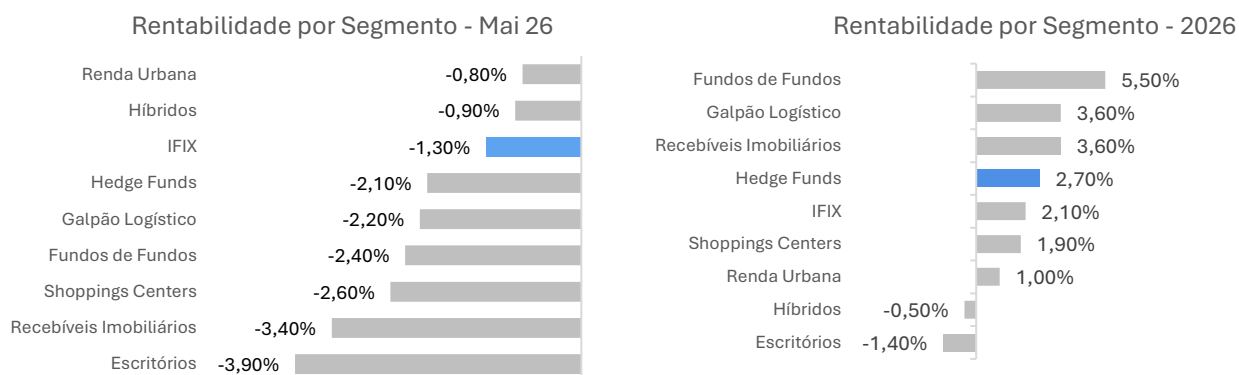 Rentabilidade por Segmento - Mai 26
Renda Urbana -0,80%
Híbridos -0,90%
IFIX -1,30%
Hedge Funds -2,10%
Galpão Logístico -2,20%
Fundos de Fundos -2,40%
Shoppings Centers -2,60%
Recebíveis Imobiliários -3,40%
Escritórios -3,90%
Rentabilidade por Segmento - 2026
Fundos de Fundos 5,50%
Galpão Logístico 3,60%
Recebíveis Imobiliários 3,60%
Hedge Funds 2,70%
IFIX 2,10%
Shoppings Centers 1,90%
Renda Urbana 1,00%
Híbridos -0,50%
Escritórios -1,40%